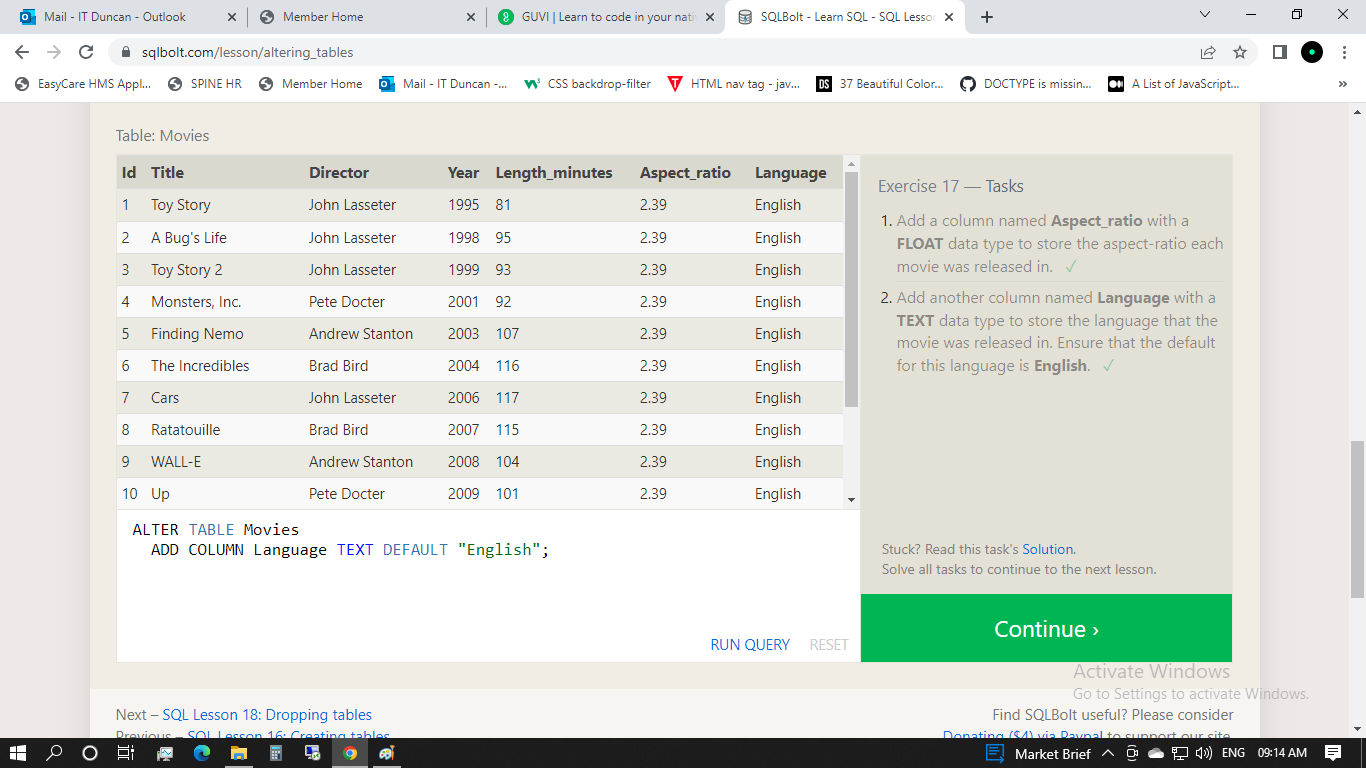 Mail - IT Duncan - Outlook
Member Home
GUVI | Learn to code in your nati
SQLBolt - Learn SQL - SQL Lesson
sqlbolt.com/lesson/altering_tables
EasyCare HMS Appl...
SPINE HR
Member Home
Mail - IT Duncan -...
CSS backdrop-filter
HTML nav tag - jav...
37 Beautiful Color...
DOCTYPE is missin...
A List of JavaScript...
»
Table: Movies
Id Title Director Year Length_minutes Aspect_ratio Language
1 Toy Story John Lasseter 1995 81 2.39 English
2 A Bug's Life John Lasseter 1998 95 2.39 English
3 Toy Story 2 John Lasseter 1999 93 2.39 English
4 Monsters, Inc. Pete Docter 2001 92 2.39 English
5 Finding Nemo Andrew Stanton 2003 107 2.39 English
6 The Incredibles Brad Bird 2004 116 2.39 English
7 Cars John Lasseter 2006 117 2.39 English
8 Ratatouille Brad Bird 2007 115 2.39 English
9 WALL-E Andrew Stanton 2008 104 2.39 English
10 Up Pete Docter 2009 101 2.39 English
ALTER TABLE Movies
ADD COLUMN Language TEXT DEFAULT "English";
RUN QUERY RESET
Exercise 17 — Tasks
1. Add a column named Aspect_ratio with a
FLOAT data type to store the aspect-ratio each
movie was released in. ✓
2. Add another column named Language with a
TEXT data type to store the language that the
movie was released in. Ensure that the default
for this language is English. ✓
Stuck? Read this task's Solution.
Solve all tasks to continue to the next lesson.
Continue ›
Activate Windows
Go to Settings to activate Windows.
Next – SQL Lesson 18: Dropping tables
Previous – SQL Lesson 16: Creating tables
Find SQLBolt useful? Please consider
Donating ($4) via Paypal to support our site.
Market Brief
ENG
09:14 AM